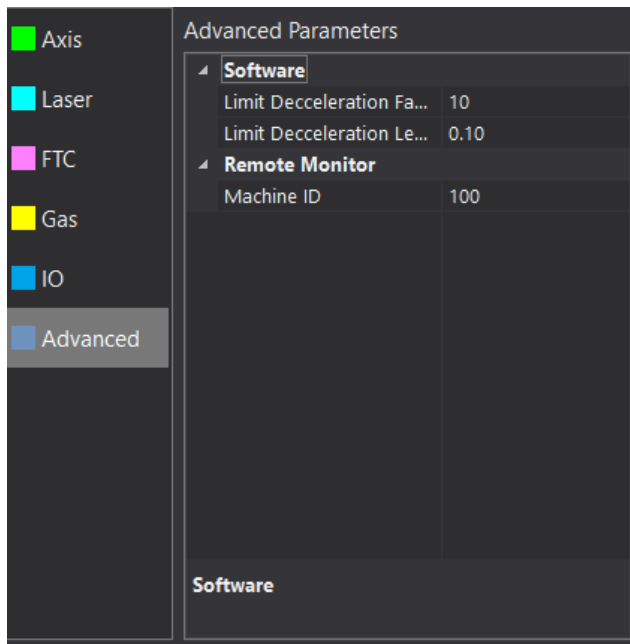 Axis
Laser
FTC
Gas
IO
Advanced
Advanced Parameters
Software
Limit Decceleration Fa... 10
Limit Decceleration Le... 0.10
Remote Monitor
Machine ID 100
Software